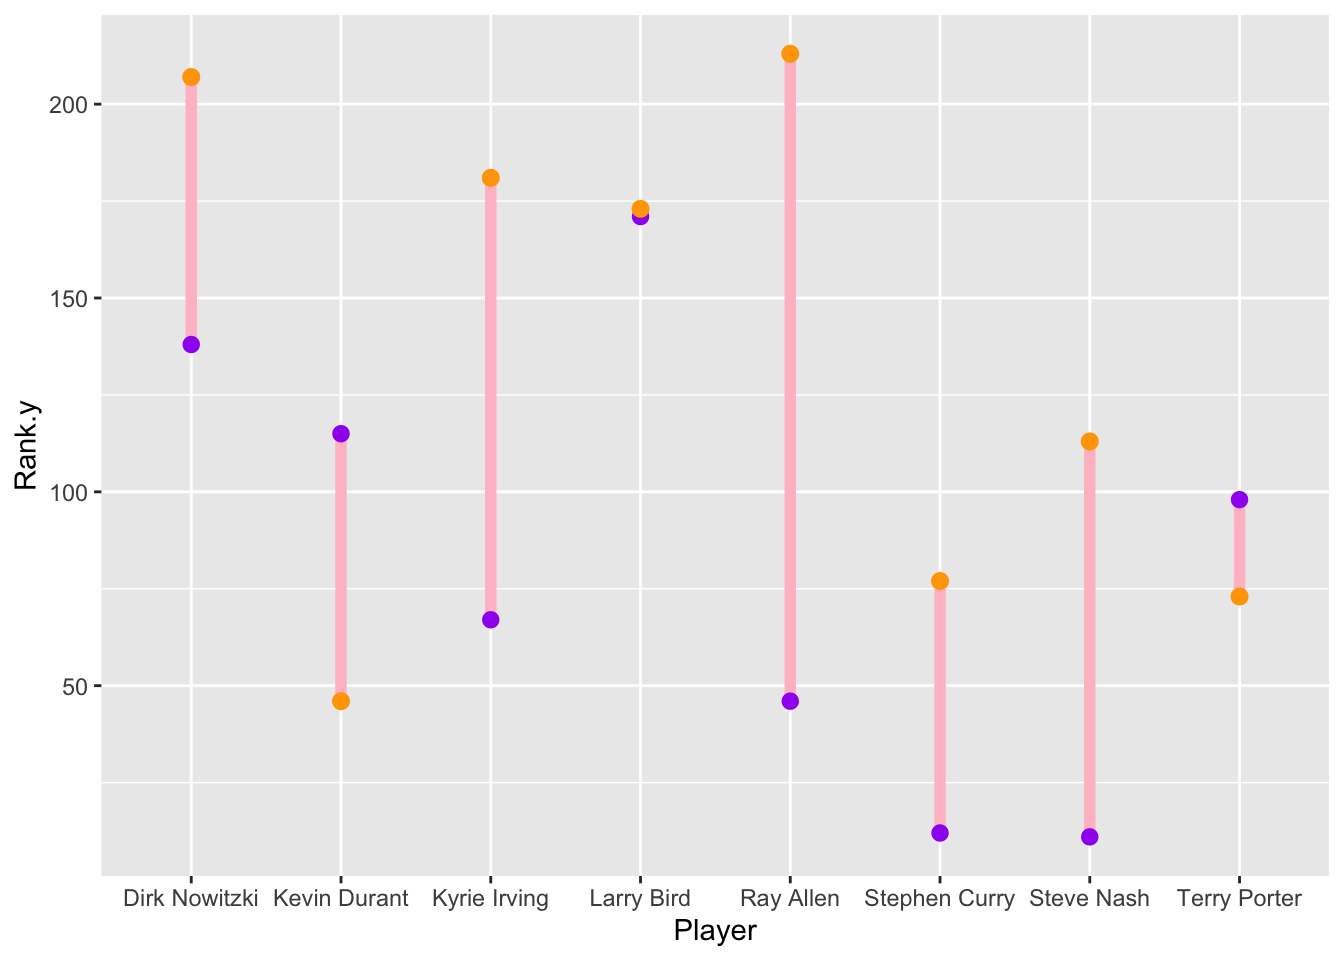 200
150
100
50
Rank.y
Dirk Nowitzki Kevin Durant Kyrie Irving Larry Bird Ray Allen Stephen Curry Steve Nash Terry Porter
Player